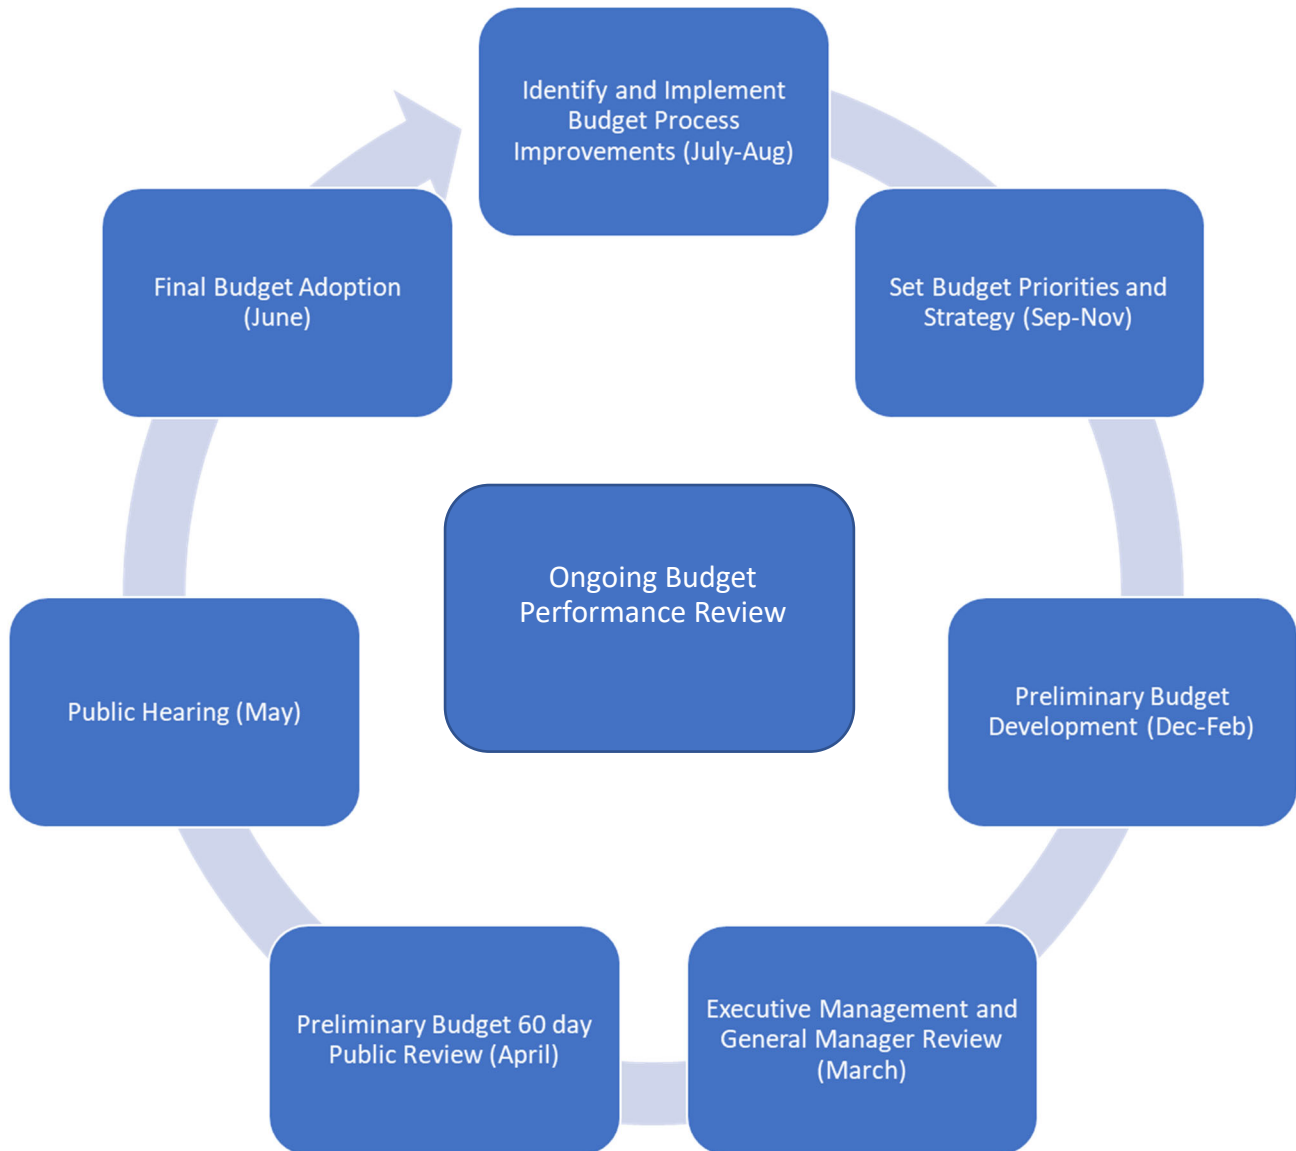 Identify and Implement
Budget Process
Improvements (July-Aug)
Set Budget Priorities and
Strategy (Sep-Nov)
Preliminary Budget
Development (Dec-Feb)
Executive Management and
General Manager Review
(March)
Preliminary Budget 60 day
Public Review (April)
Public Hearing (May)
Final Budget Adoption
(June)
Ongoing Budget
Performance Review